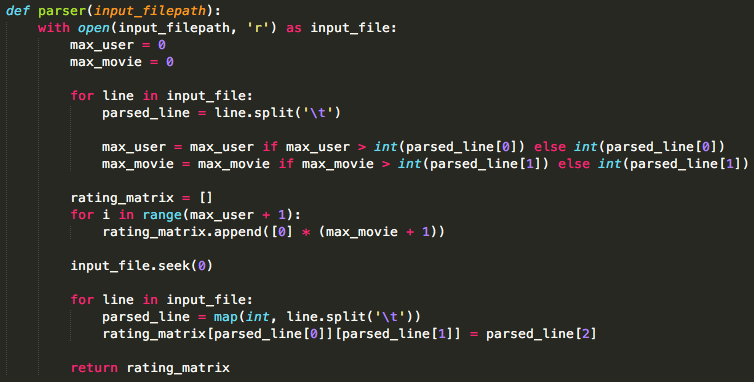 def parser(input_filepath):
    with open(input_filepath, 'r') as input_file:
        max_user = 0
        max_movie = 0

        for line in input_file:
            parsed_line = line.split('\t')

            max_user = max_user if max_user > int(parsed_line[0]) else int(parsed_line[0])
            max_movie = max_movie if max_movie > int(parsed_line[1]) else int(parsed_line[1])

        rating_matrix = []
        for i in range(max_user + 1):
            rating_matrix.append([0] * (max_movie + 1))

        input_file.seek(0)

        for line in input_file:
            parsed_line = map(int, line.split('\t'))
            rating_matrix[parsed_line[0]][parsed_line[1]] = parsed_line[2]

        return rating_matrix